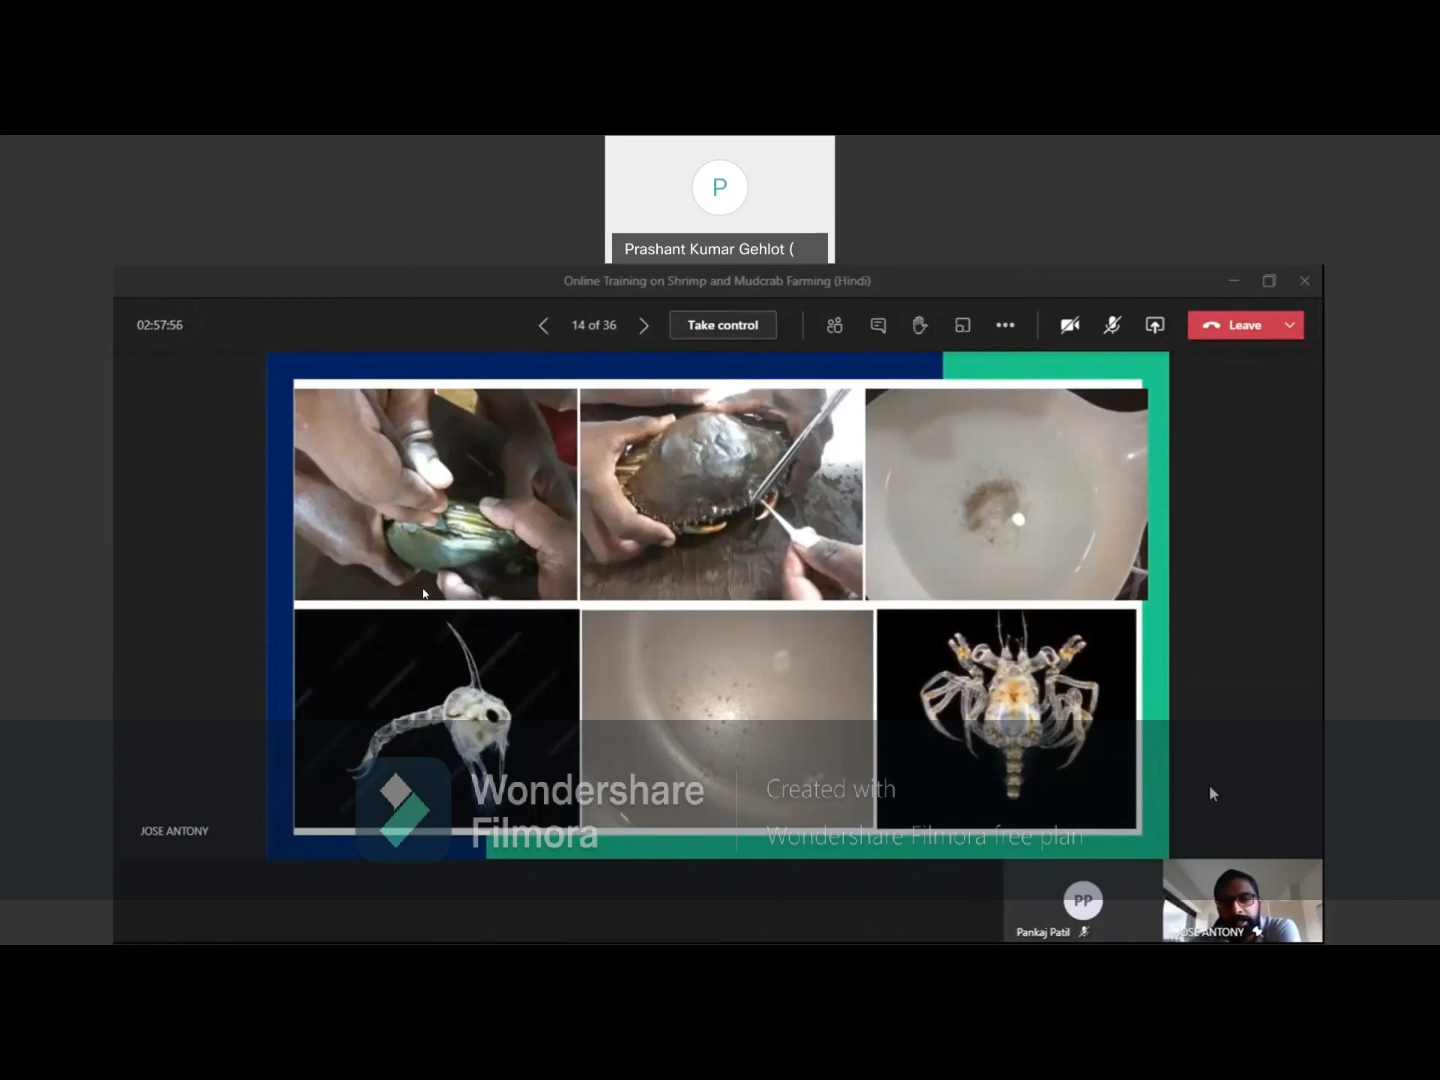 P
Prashant Kumar Gehlot (
Online Training on Shrimp and Mudcrab Farming (Hindi)
02:57:56
14 of 36
Take control
Leave
Wondershare
Filmora
Created with
Wondershare Filmora free plan
JOSE ANTONY
PP
Pankaj Patil
JOSE ANTONY